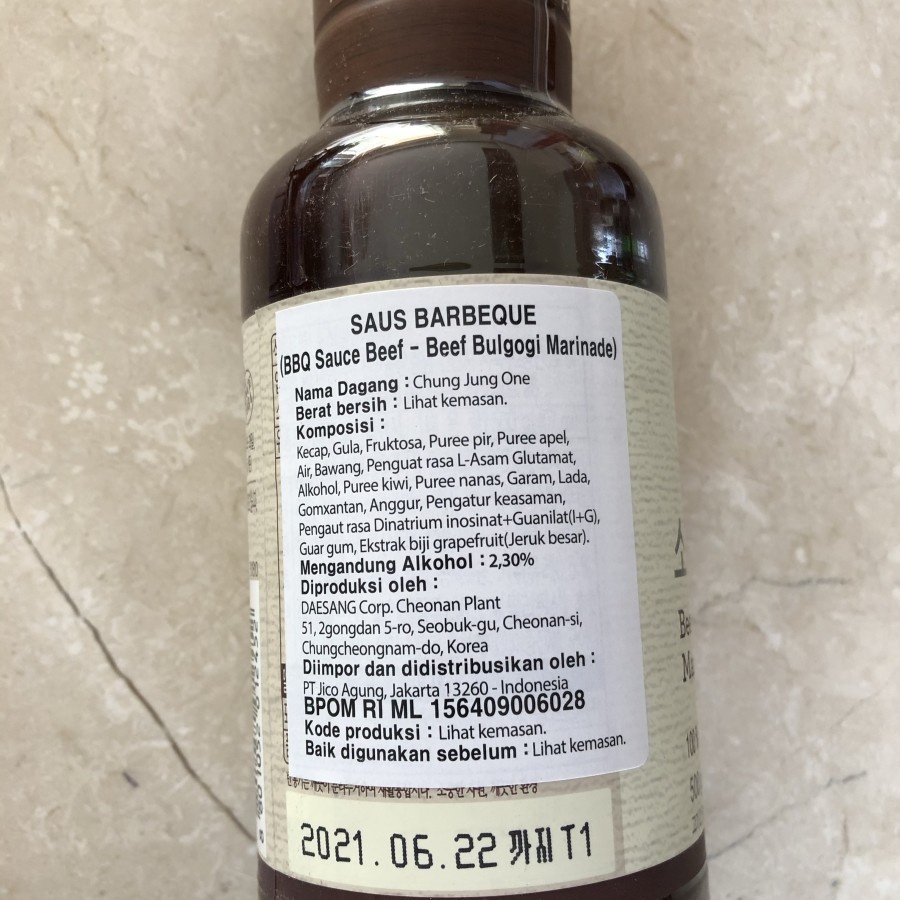 SAUS BARBEQUE
(BBQ Sauce Beef - Beef Bulgogi Marinade)
Nama Dagang : Chung Jung One
Berat bersih : Lihat kemasan.
Komposisi :
Kecap, Gula, Fruktosa, Puree pir, Puree apel,
Air, Bawang, Penguat rasa L-Asam Glutamat,
Alkohol, Puree kiwi, Puree nanas, Garam, Lada,
Gomxantan, Anggur, Pengatur keasaman,
Pengaut rasa Dinatrium inosinat+Guanilat(I+G),
Guar gum, Ekstrak biji grapefruit(Jeruk besar).
Mengandung Alkohol : 2,30%
Diproduksi oleh :
DAESANG Corp. Cheonan Plant
51, 2gongdan 5-ro, Seobuk-gu, Cheonan-si,
Chungcheongnam-do, Korea
Diimpor dan didistribusikan oleh :
PT Jico Agung, Jakarta 13260 - Indonesia
BPOM RI ML 156409006028
Kode produksi : Lihat kemasan.
Baik digunakan sebelum : Lihat kemasan.
2021.06.22 까지 T1